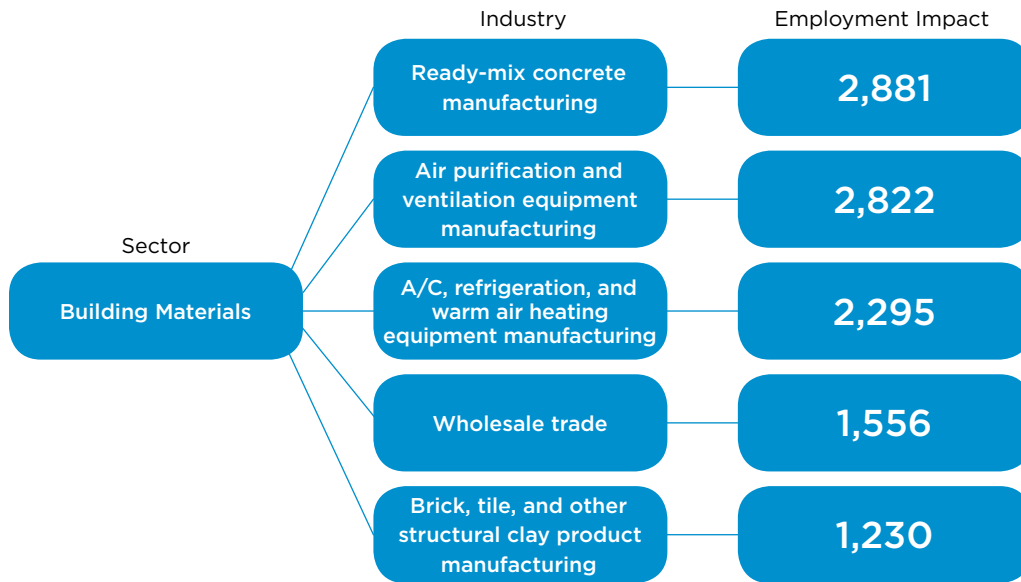 Industry
Employment Impact
Sector
Building Materials
Ready-mix concrete
manufacturing
2,881
Air purification and
ventilation equipment
manufacturing
2,822
A/C, refrigeration, and
warm air heating
equipment manufacturing
2,295
Wholesale trade
1,556
Brick, tile, and other
structural clay product
manufacturing
1,230